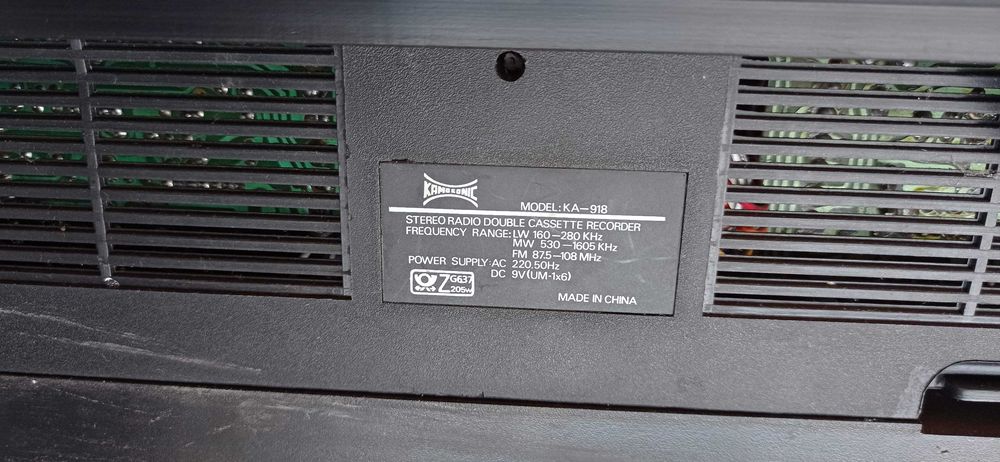 KAMOSONIC
MODEL:KA-918
STEREO RADIO DOUBLE CASSETTE RECORDER
FREQUENCY RANGE: LW 160-280 KHz
MW 530-1605 KHz
FM 87.5-108 MHz
POWER SUPPLY: AC 220.50Hz
DC 9V(UM-1x6)
Z G637
205w
MADE IN CHINA